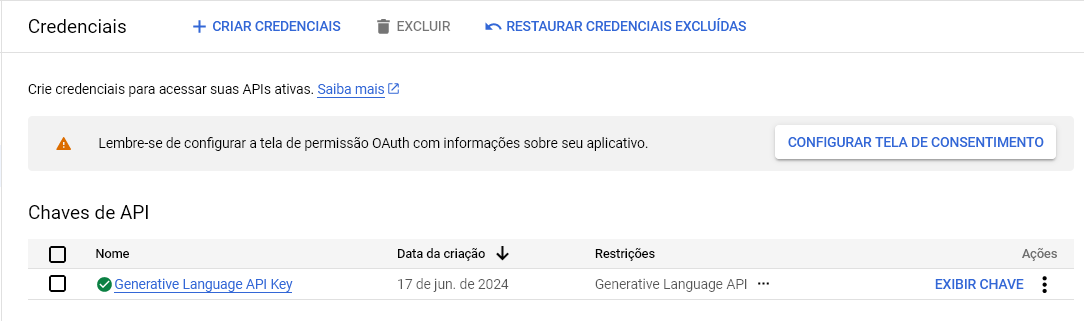 Credenciais
CRIAR CREDENCIAIS
EXCLUIR
RESTAURAR CREDENCIAIS EXCLUÍDAS
Crie credenciais para acessar suas APIs ativas. Saiba mais
Lembre-se de configurar a tela de permissão OAuth com informações sobre seu aplicativo.
CONFIGURAR TELA DE CONSENTIMENTO
Chaves de API
Nome Data da criação Restrições Ações
Generative Language API Key 17 de jun. de 2024 Generative Language API EXIBIR CHAVE